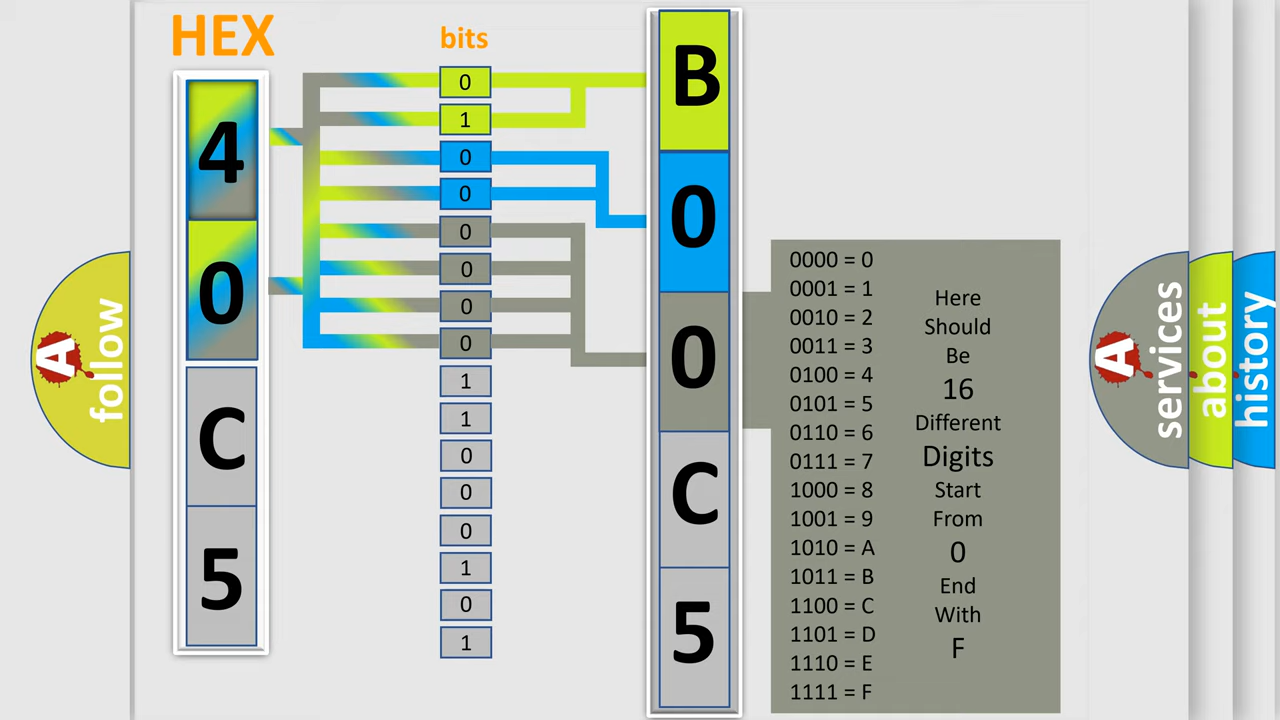 HEX
bits
4
0
C
5
0
1
0
0
0
0
0
0
1
1
0
0
0
1
0
1
B
0
0
C
5
0000 = 0
0001 = 1
0010 = 2
0011 = 3
0100 = 4
0101 = 5
0110 = 6
0111 = 7
1000 = 8
1001 = 9
1010 = A
1011 = B
1100 = C
1101 = D
1110 = E
1111 = F
Here
Should
Be
16
Different
Digits
Start
From
0
End
With
F
A
follow
A
services
about
history